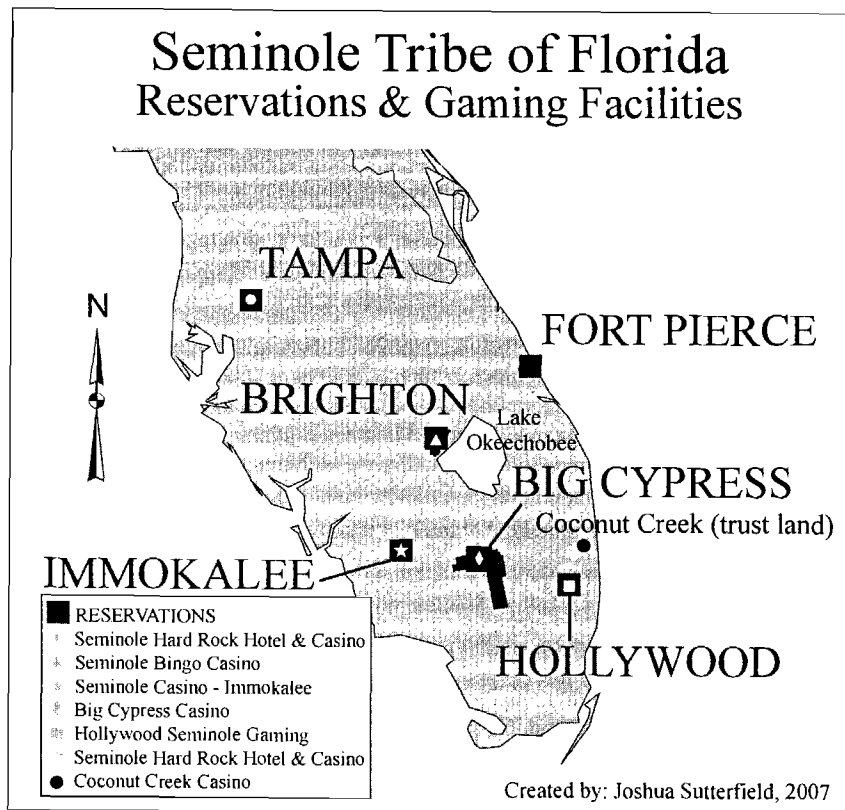 Seminole Tribe of Florida
Reservations & Gaming Facilities
TAMPA
N
FORT PIERCE
BRIGHTON
Lake
Okeechobee
BIG CYPRESS
Coconut Creek (trust land)
IMMOKALEE
HOLLYWOOD
RESERVATIONS
Seminole Hard Rock Hotel & Casino
Seminole Bingo Casino
Seminole Casino - Immokalee
Big Cypress Casino
Hollywood Seminole Gaming
Seminole Hard Rock Hotel & Casino
Coconut Creek Casino
Created by: Joshua Sutterfield, 2007